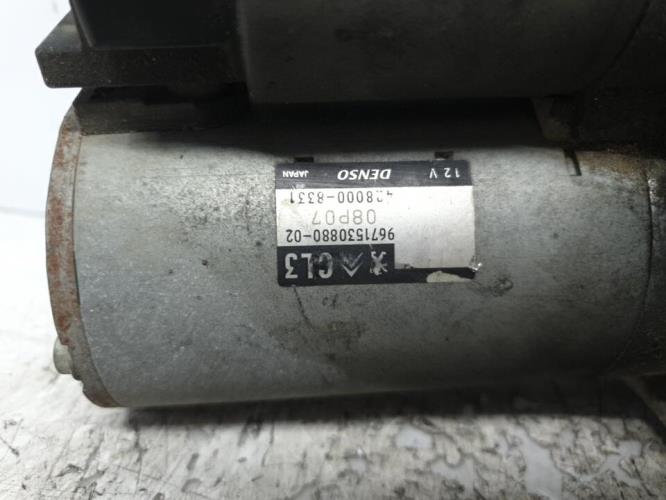 CL3
9671530880-02
08P07
428000-8331
12 V DENSO JAPAN